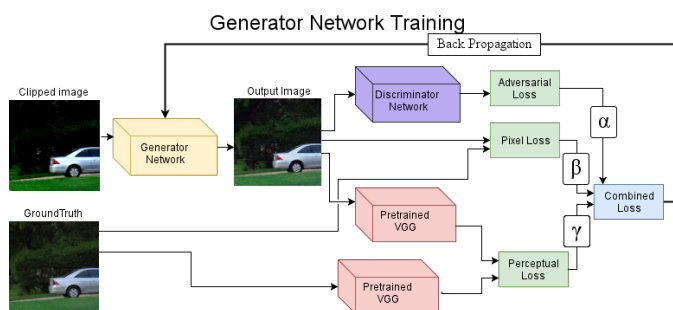 Generator Network Training
Back Propagation
Clipped image
Output Image
Discriminator
Network
Adversarial
Loss
α
Generator
Network
Pixel Loss
β
GroundTruth
Pretrained
VGG
Combined
Loss
γ
Perceptual
Loss
Pretrained
VGG